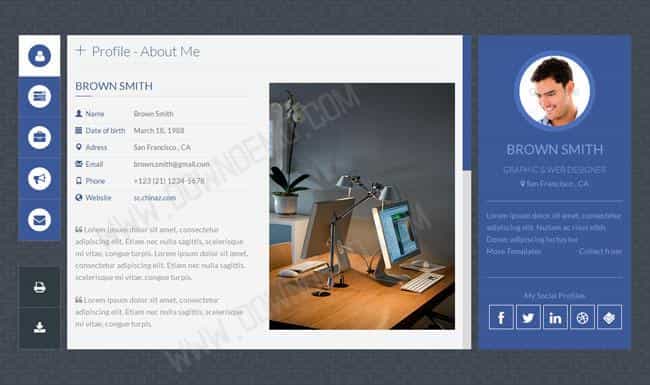 Profile - About Me
BROWN SMITH
Name Brown Smith
Date of birth March 18, 1988
Adress San Francisco , CA
Email brown.smith@gmail.com
Phone +123 (21) 1234-5678
Website sc.chinaz.com
Lorem ipsum dolor sit amet, consectetur
adipiscing elit. Etiam nec nulla sagittis, scelerisque
mi vitae, congue turpis. Lorem ipsum dolor sit amet,
consectetur adipiscing elit. Etiam nec nulla sagittis,
scelerisque mi vitae, congue turpis.
Lorem ipsum dolor sit amet, consectetur
adipiscing elit. Etiam nec nulla sagittis, scelerisque
mi vitae, congue turpis.
BROWN SMITH
GRAPHIC & WEB DESIGNER
San Francisco , CA
Lorem ipsum dolor sit amet, consectetur
adipiscing elit. Nullam ac risus nibh.
Donec adipiscing luctus lac
More Templates - Collect from
My Social Profiles
WWW.DOWNDEMO.COM
WWW.DOWNDEMO.COM